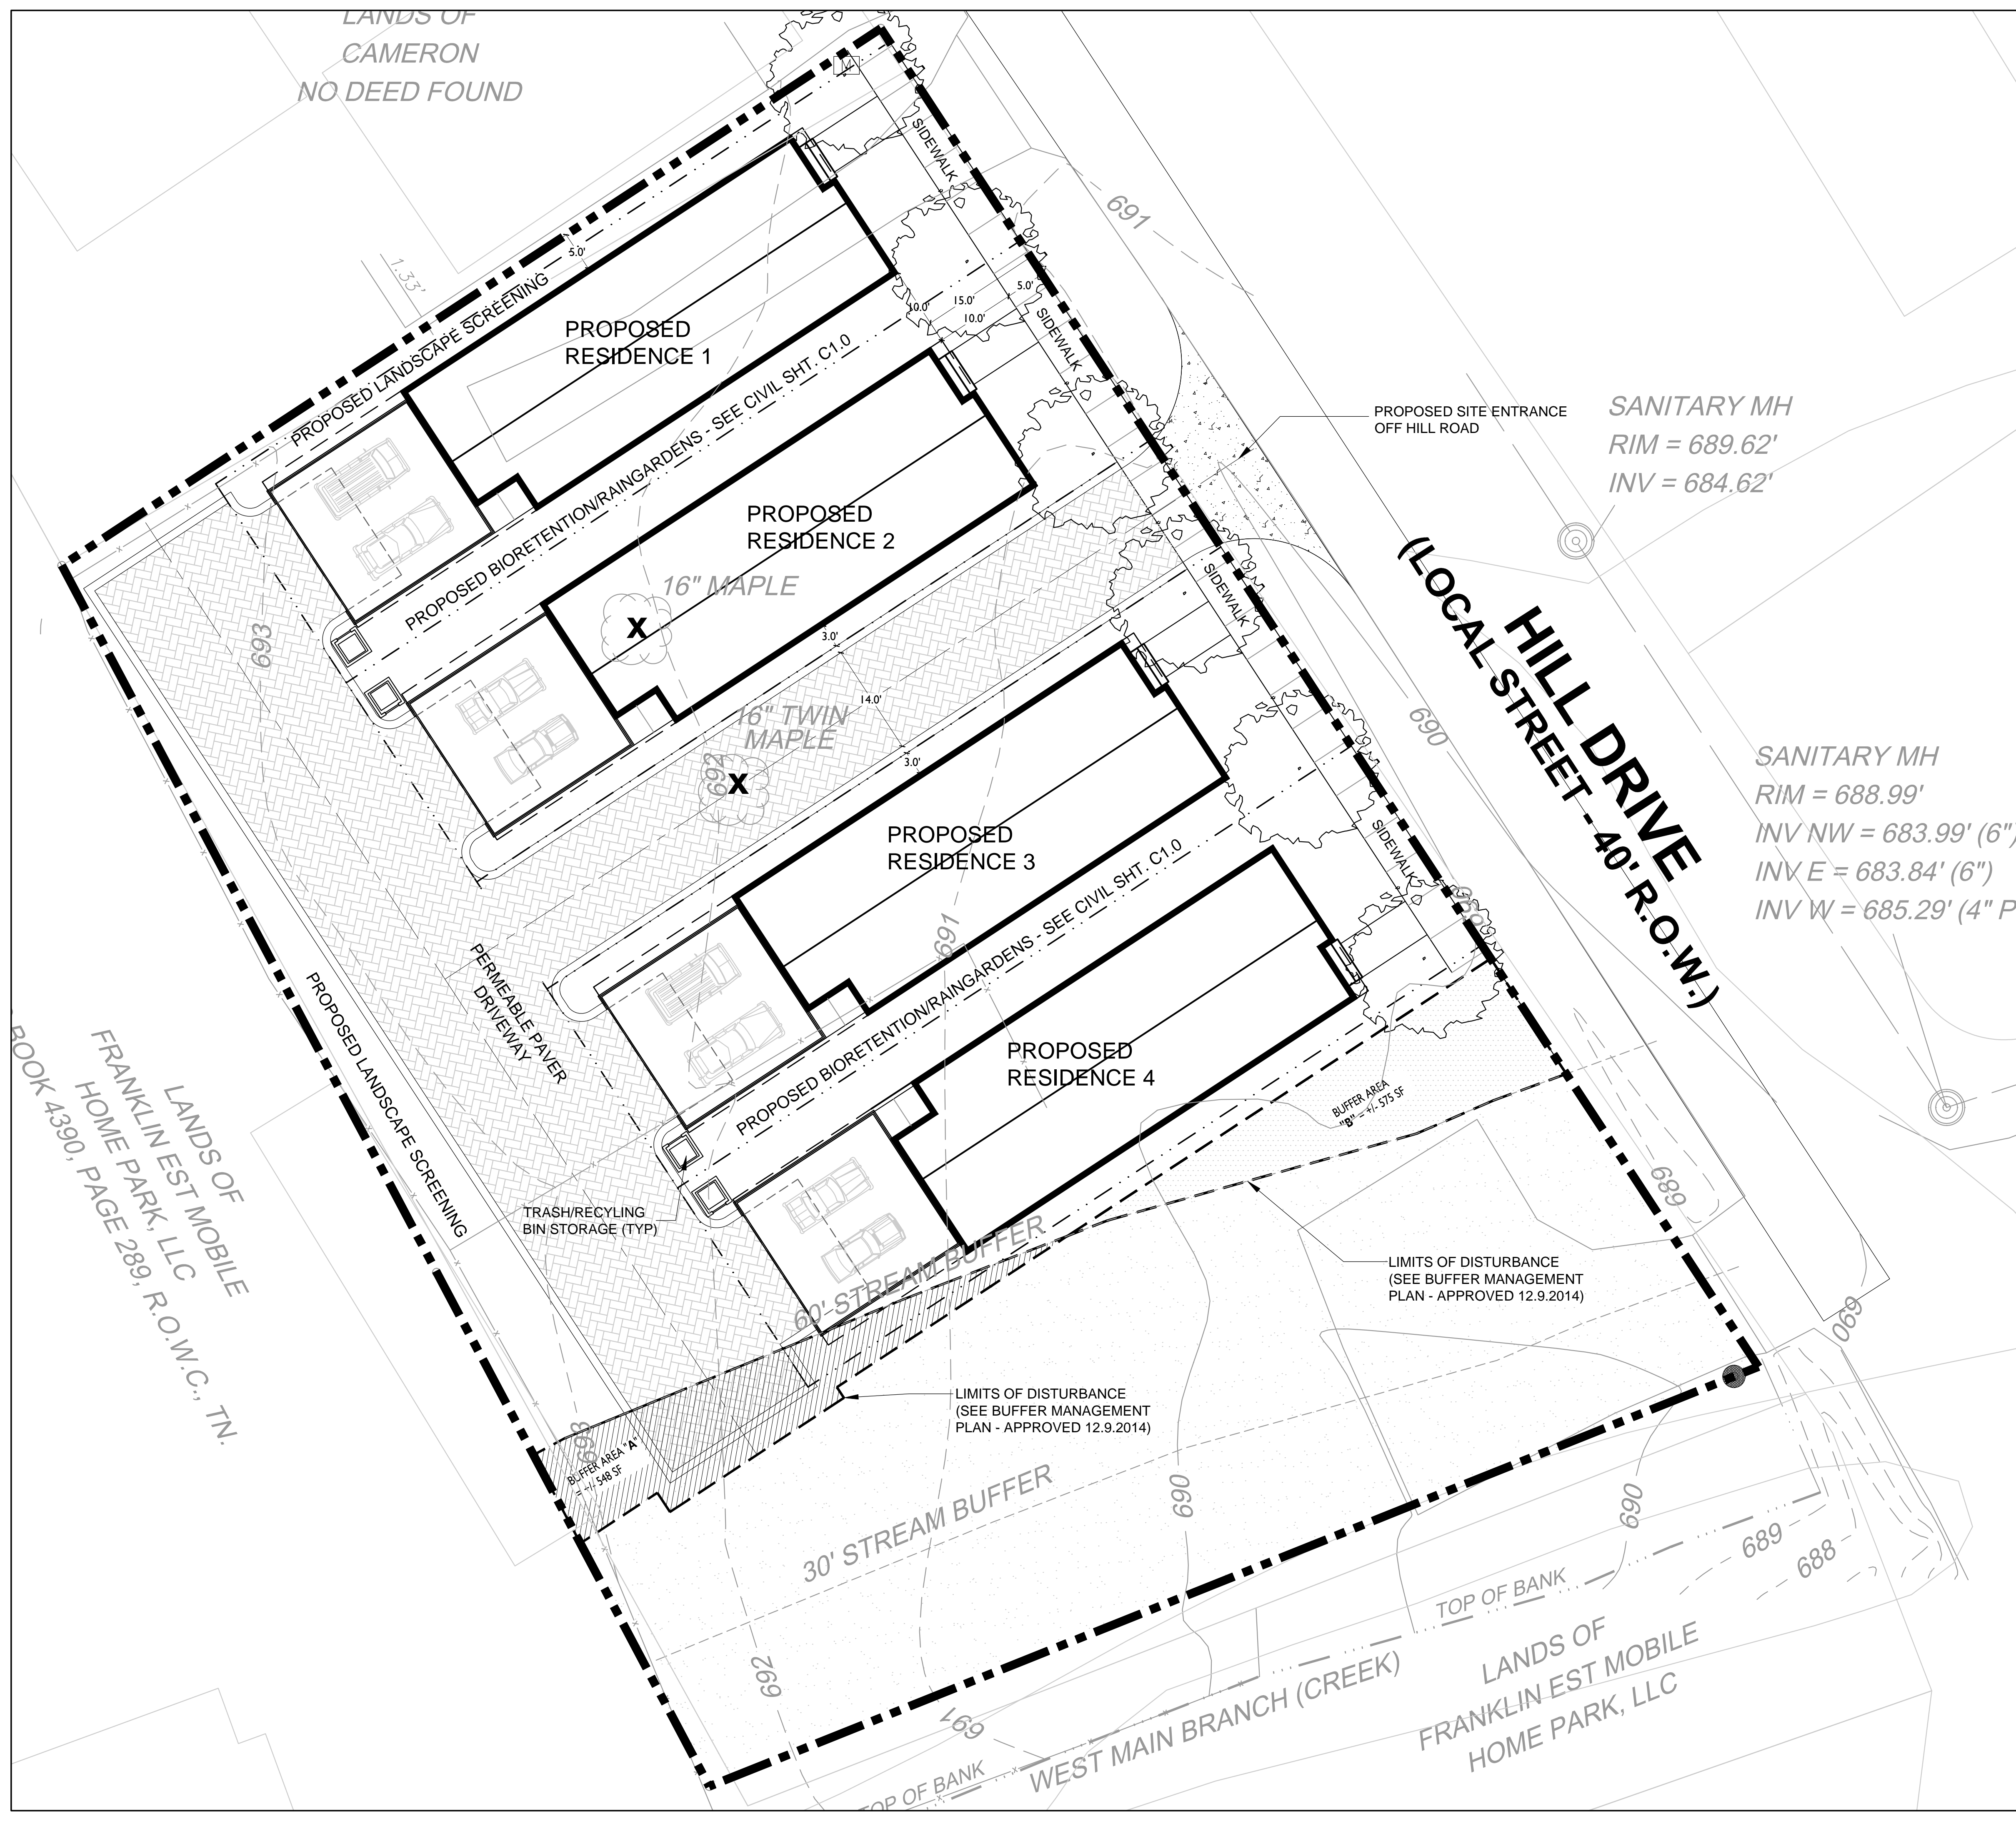 LANDS OF
CAMERON
NO DEED FOUND
M
SIDEWALK
691
1.33'
5.0'
PROPOSED LANDSCAPE SCREENING
PROPOSED
RESIDENCE 1
10.0'
15.0'
5.0'
10.0'
SIDEWALK
PROPOSED BIORETENTION/RAINGARDENS - SEE CIVIL SHT. C1.0
PROPOSED SITE ENTRANCE
OFF HILL ROAD
SANITARY MH
RIM = 689.62'
INV = 684.62'
PROPOSED
RESIDENCE 2
16" MAPLE
X
693
3.0'
14.0'
3.0'
16" TWIN
MAPLE
X
692
SIDEWALK
HILL DRIVE
(LOCAL STREET - 40' R.O.W.)
690
SANITARY MH
RIM = 688.99'
INV NW = 683.99' (6")
INV E = 683.84' (6")
INV W = 685.29' (4" P
PROPOSED
RESIDENCE 3
SIDEWALK
690
691
PROPOSED BIORETENTION/RAINGARDENS - SEE CIVIL SHT. C1.0
PERMEABLE PAVER
DRIVEWAY
PROPOSED LANDSCAPE SCREENING
PROPOSED
RESIDENCE 4
BUFFER AREA
"B" = +/- 575 SF
LANDS OF
FRANKLIN EST MOBILE
HOME PARK, LLC
BOOK 4390, PAGE 289, R.O.W.C., TN.
TRASH/RECYLING
BIN STORAGE (TYP)
689
60' STREAM BUFFER
LIMITS OF DISTURBANCE
(SEE BUFFER MANAGEMENT
PLAN - APPROVED 12.9.2014)
690
LIMITS OF DISTURBANCE
(SEE BUFFER MANAGEMENT
PLAN - APPROVED 12.9.2014)
693
BUFFER AREA "A"
= +/- 548 SF
30' STREAM BUFFER
690
690
689
688
TOP OF BANK
692
691
WEST MAIN BRANCH (CREEK)
LANDS OF
FRANKLIN EST MOBILE
HOME PARK, LLC
TOP OF BANK